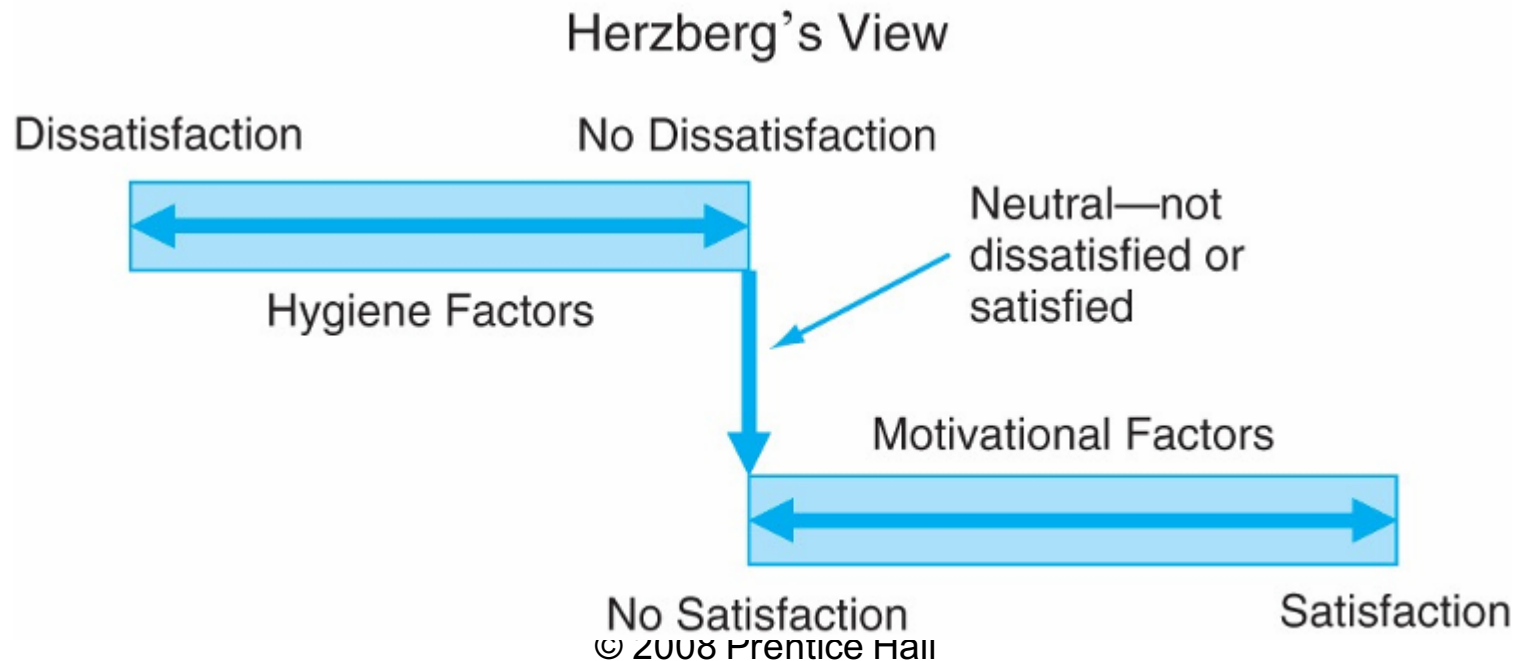 Herzberg’s View
Dissatisfaction
No Dissatisfaction
Neutral—not
dissatisfied or
satisfied
Hygiene Factors
Motivational Factors
No Satisfaction
Satisfaction
© 2008 Prentice Hall